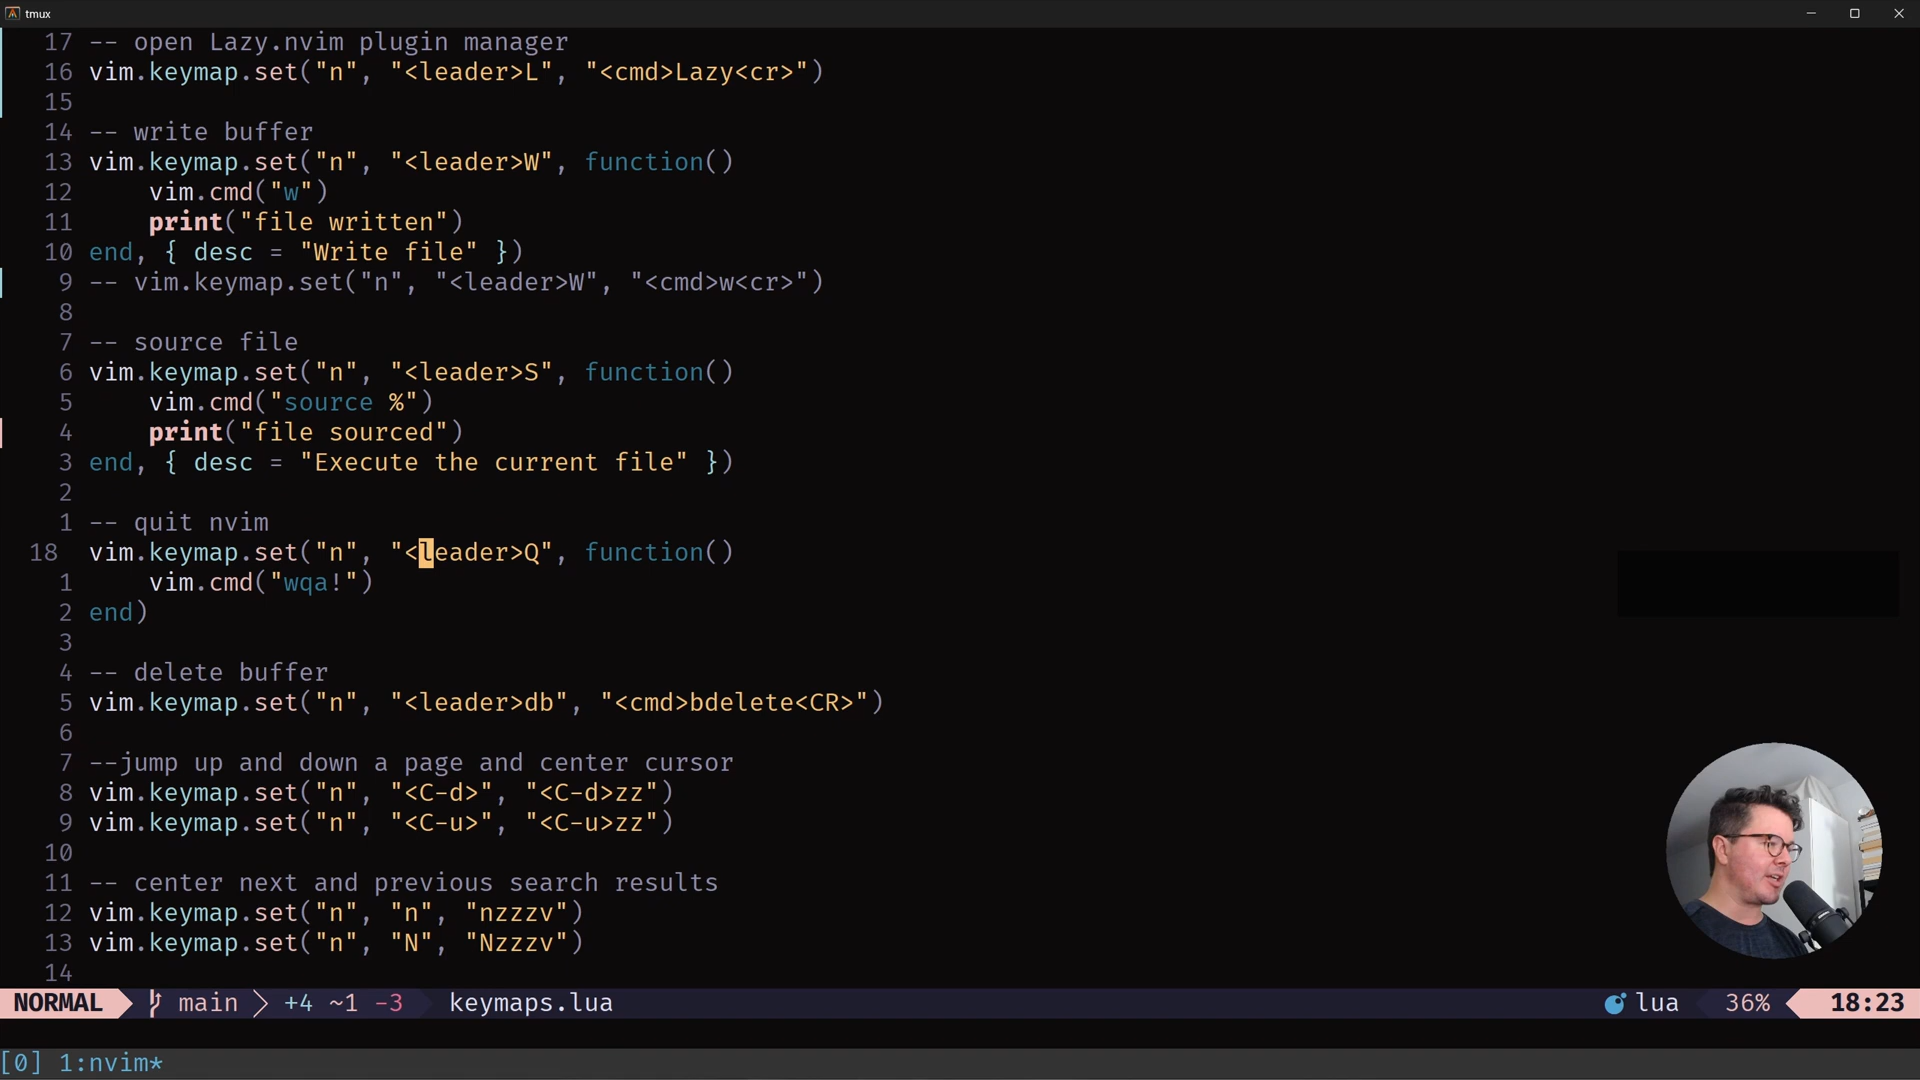 tmux
17 -- open Lazy.nvim plugin manager
16 vim.keymap.set("n", "<leader>L", "<cmd>Lazy<cr>")
15
14 -- write buffer
13 vim.keymap.set("n", "<leader>W", function()
12     vim.cmd("w")
11     print("file written")
10 end, { desc = "Write file" })
9 -- vim.keymap.set("n", "<leader>W", "<cmd>w<cr>")
8
7 -- source file
6 vim.keymap.set("n", "<leader>S", function()
5     vim.cmd("source %")
4     print("file sourced")
3 end, { desc = "Execute the current file" })
2
1 -- quit nvim
18 vim.keymap.set("n", "<leader>Q", function()
1     vim.cmd("wqa!")
2 end)
3
4 -- delete buffer
5 vim.keymap.set("n", "<leader>db", "<cmd>bdelete<CR>")
6
7 --jump up and down a page and center cursor
8 vim.keymap.set("n", "<C-d>", "<C-d>zz")
9 vim.keymap.set("n", "<C-u>", "<C-u>zz")
10
11 -- center next and previous search results
12 vim.keymap.set("n", "n", "nzzzv")
13 vim.keymap.set("n", "N", "Nzzzv")
14
NORMAL main +4 ~1 -3 keymaps.lua lua 36% 18:23
[0] 1:nvim*